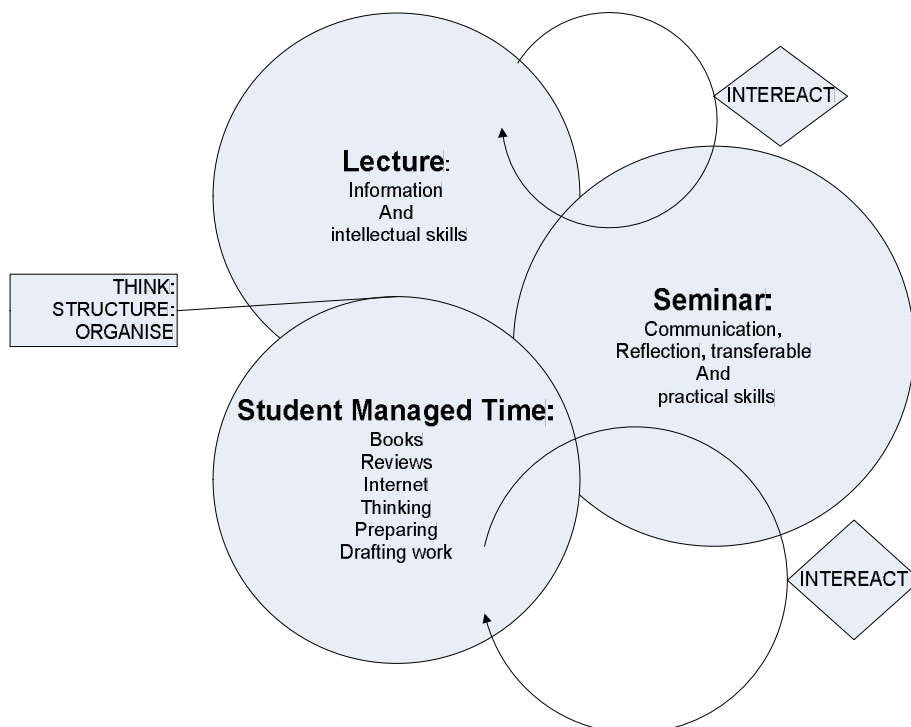 INTEREACT
Lecture:
Information
And
intellectual skills
THINK:
STRUCTURE:
ORGANISE
Seminar:
Communication,
Reflection, transferable
And
practical skills
Student Managed Time:
Books
Reviews
Internet
Thinking
Preparing
Drafting work
INTEREACT